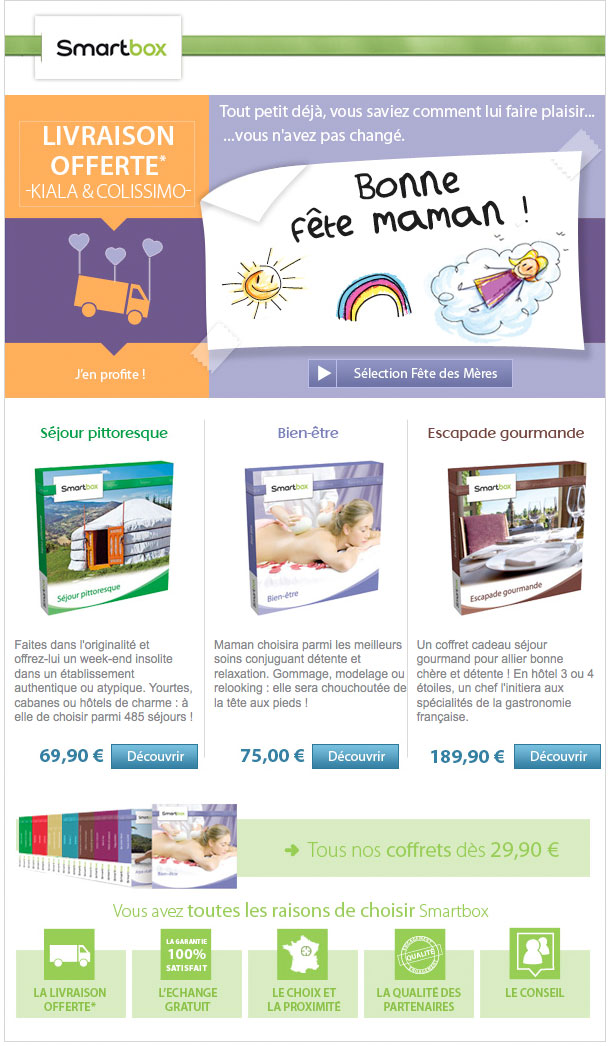 Smartbox
LIVRAISON
OFFERTE*
-KIALA & COLISSIMO-
J'en profite !
Tout petit déjà, vous saviez comment lui faire plaisir...
...vous n'avez pas changé.
Bonne
fête maman !
Sélection Fête des Mères
Séjour pittoresque
Smartbox
Séjour pittoresque
Faites dans l'originalité et
offrez-lui un week-end insolite
dans un établissement
authentique ou atypique. Yourtes,
cabanes ou hôtels de charme : à
elle de choisir parmi 485 séjours !
69,90 €
Découvrir
Bien-être
Smartbox
Bien-être
Maman choisira parmi les meilleurs
soins conjuguant détente et
relaxation. Gommage, modelage ou
relooking : elle sera chouchoutée de
la tête aux pieds !
75,00 €
Découvrir
Escapade gourmande
Smartbox
Escapade gourmande
Un coffret cadeau séjour
gourmand pour allier bonne
chère et détente ! En hôtel 3 ou 4
étoiles, un chef l'initiera aux
spécialités de la gastronomie
française.
189,90 €
Découvrir
Smartbox
Bien-être
Tous nos coffrets dès 29,90 €
Vous avez toutes les raisons de choisir Smartbox
LA LIVRAISON
OFFERTE*
LA GARANTIE
100%
SATISFAIT
L'ECHANGE
GRATUIT
LE CHOIX ET
LA PROXIMITÉ
QUALITÉ
LA QUALITÉ DES
PARTENAIRES
LE CONSEIL